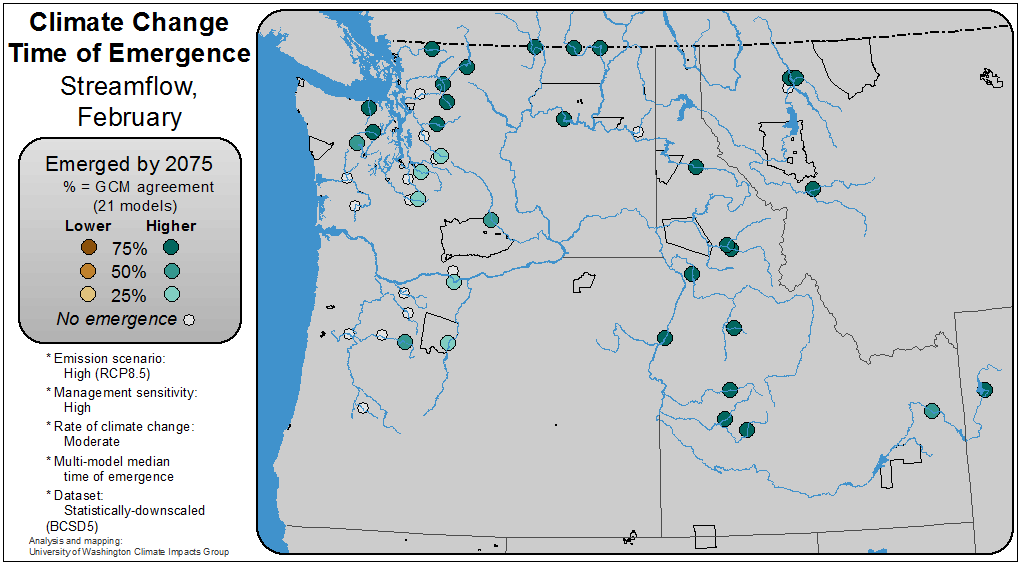 Climate Change
Time of Emergence
Streamflow,
February
Emerged by 2075
% = GCM agreement
(21 models)
Lower Higher
75%
50%
25%
No emergence
* Emission scenario:
High (RCP8.5)
* Management sensitivity:
High
* Rate of climate change:
Moderate
* Multi-model median
time of emergence
* Dataset:
Statistically-downscaled
(BCSD5)
Analysis and mapping:
University of Washington Climate Impacts Group